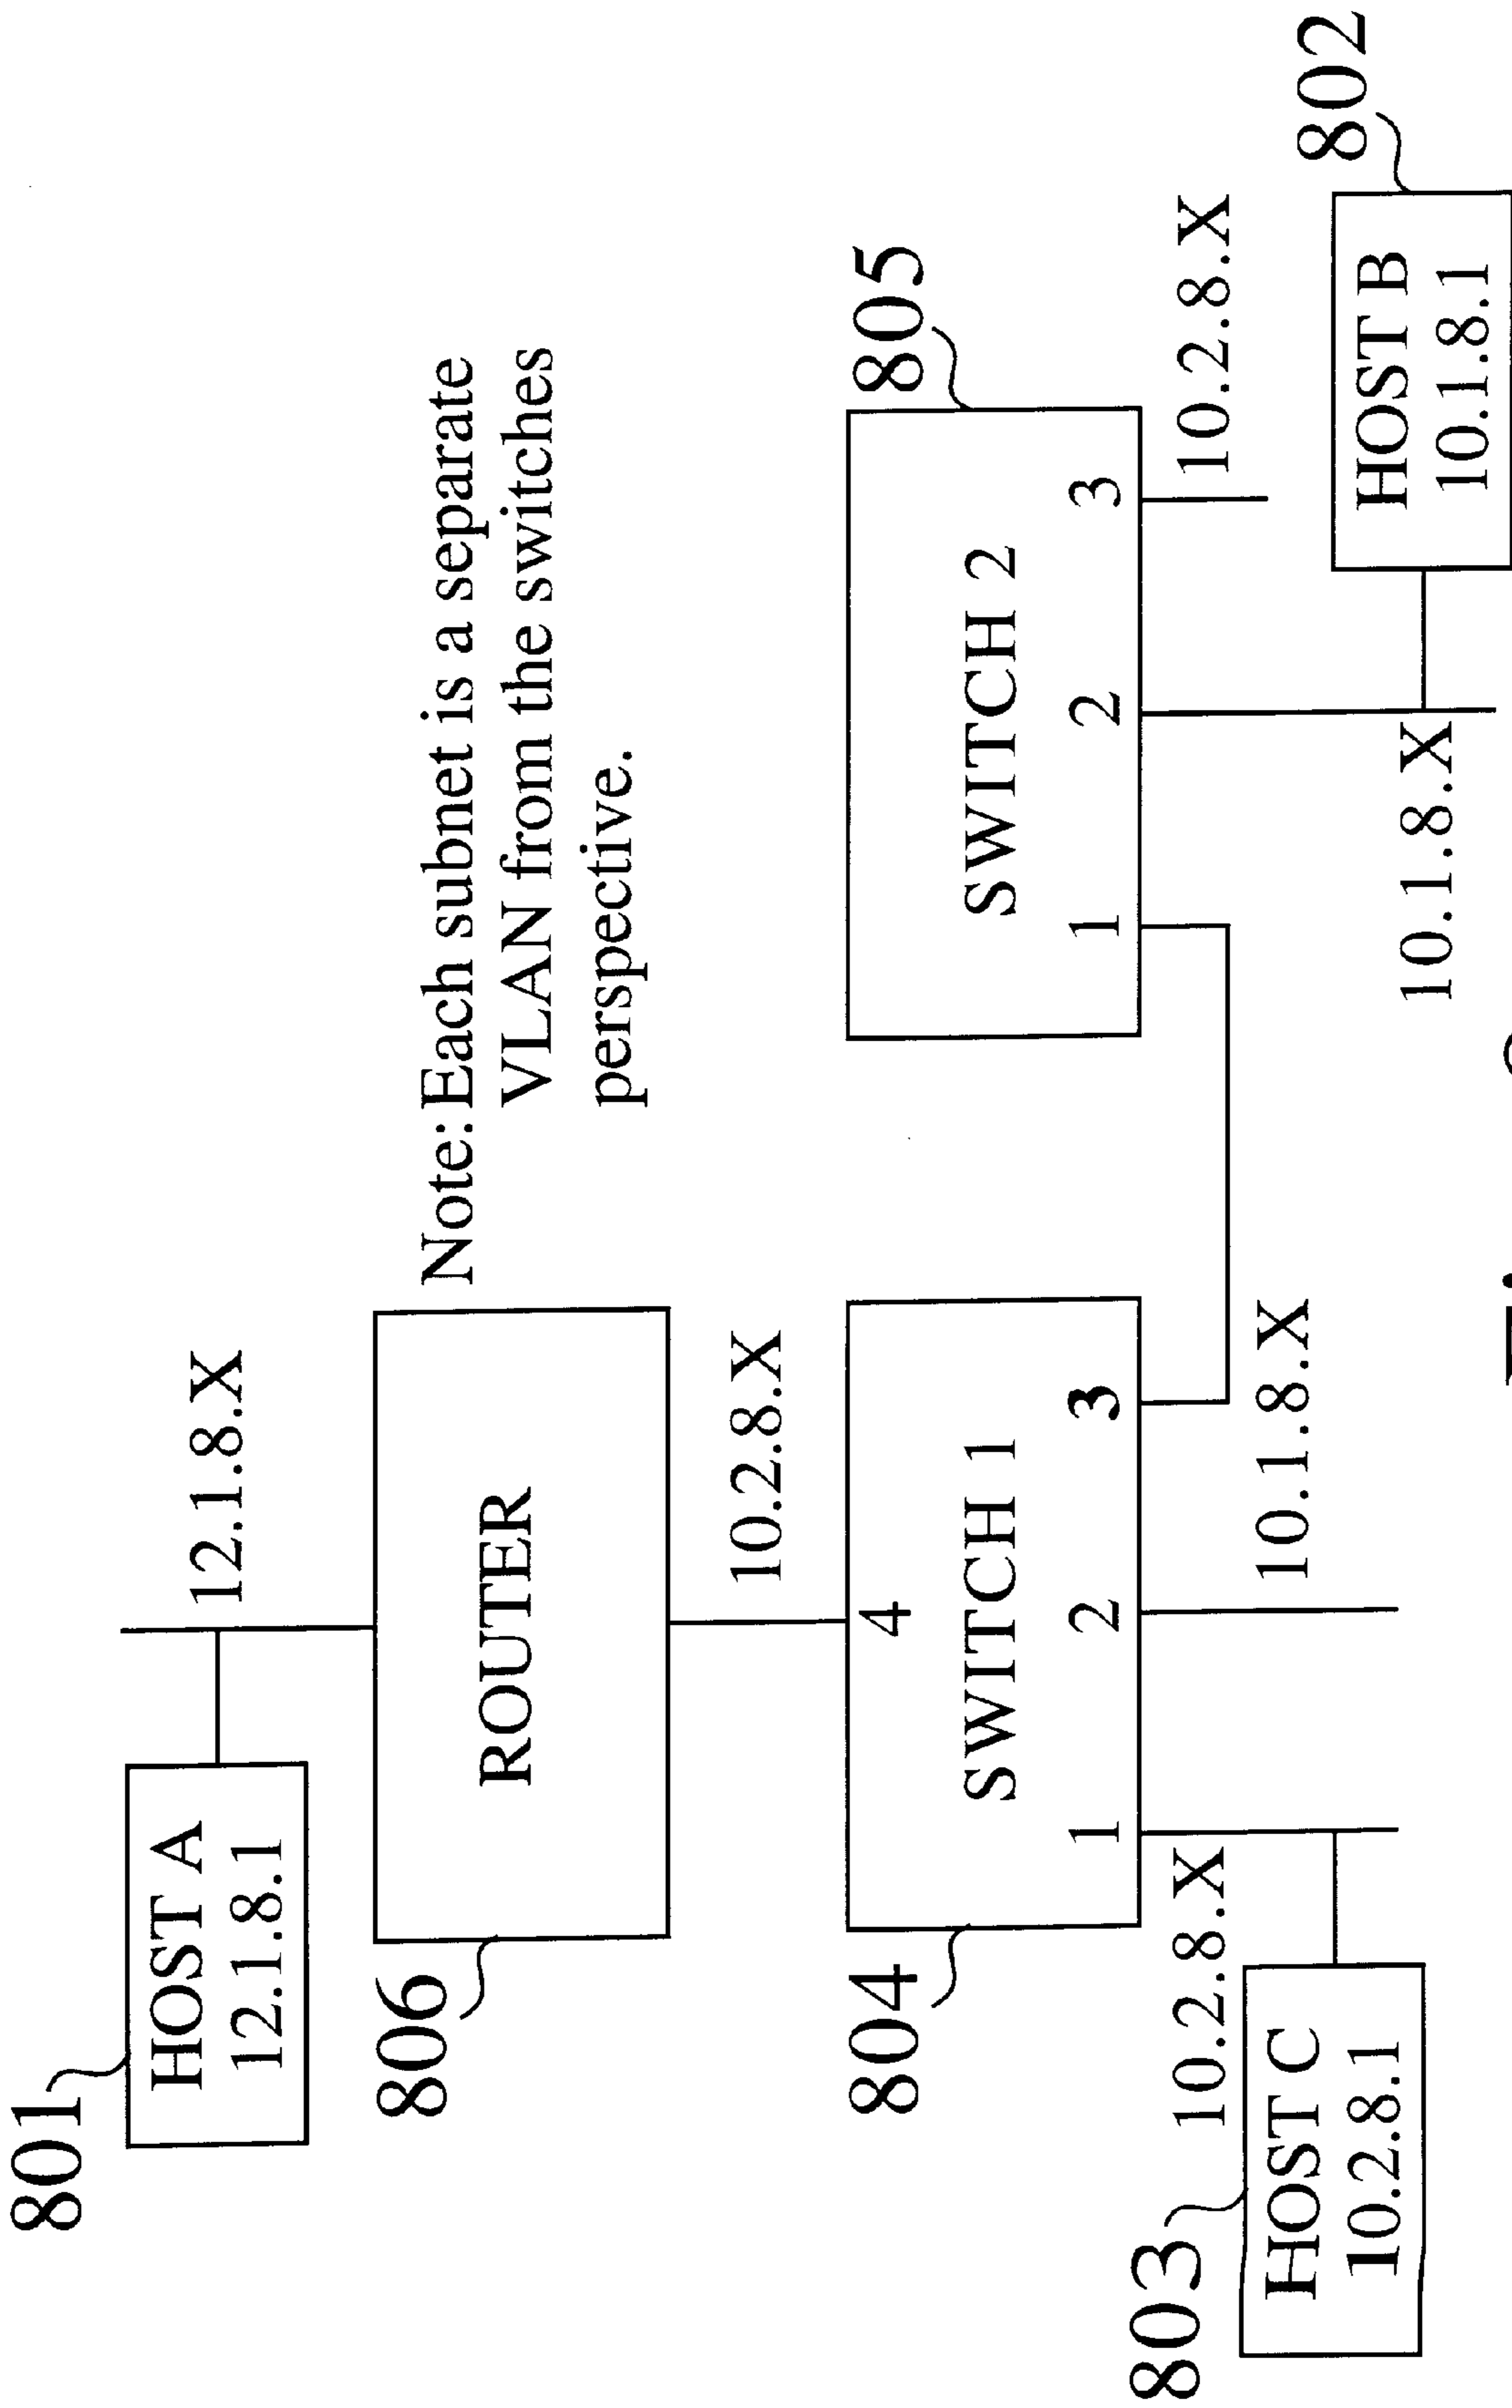 801
HOST A
12.1.8.1
12.1.8.X
806
ROUTER
Note: Each subnet is a separate
VLAN from the switches
perspective.
10.2.8.X
804
4
SWITCH 1
1
2
3
805
SWITCH 2
1
2
3
10.2.8.X
10.2.8.X
10.1.8.X
803
HOST C
10.2.8.1
10.1.8.X
802
HOST B
10.1.8.1